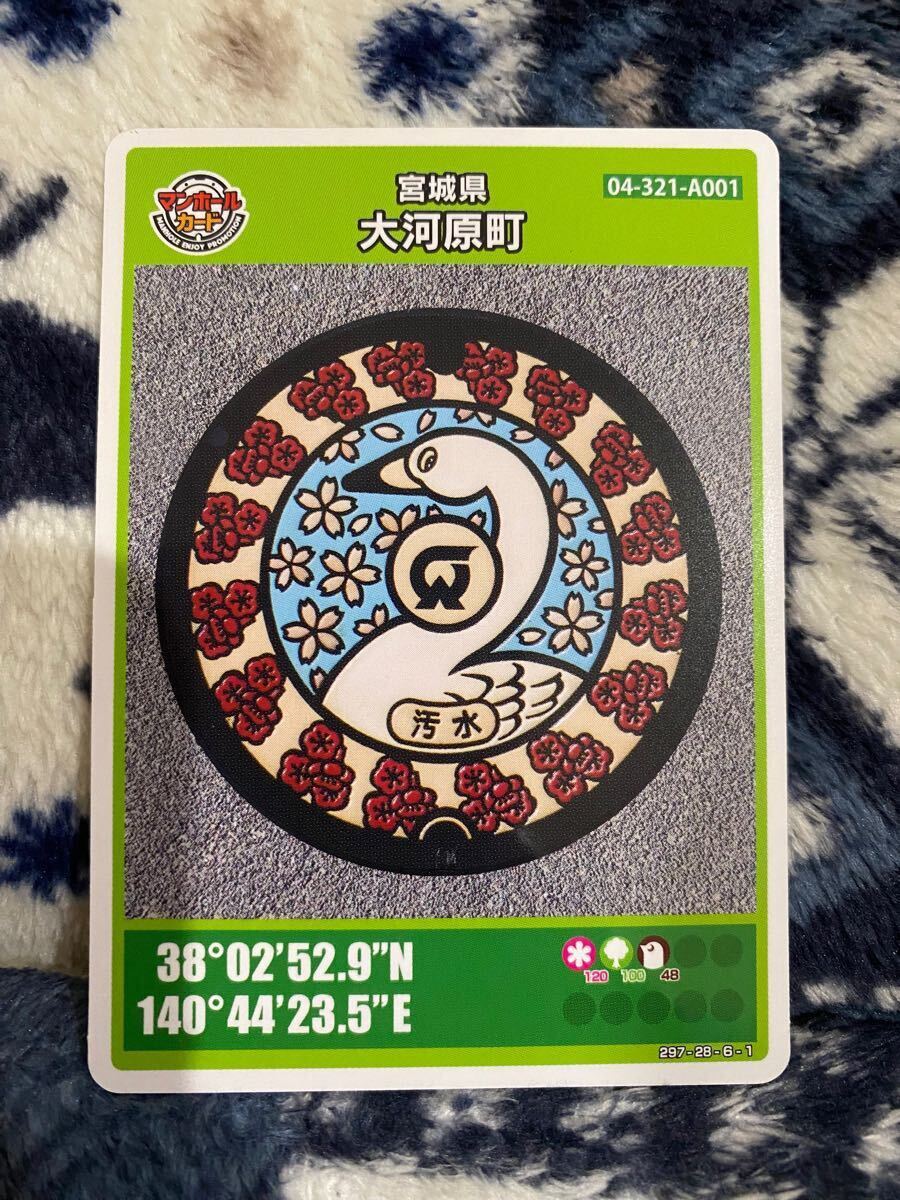 マンホール
カード
MANHOLE ENJOY PROMOTION
宮城県
大河原町
04-321-A001
汚水
38°02'52.9"N
140°44'23.5"E
120 100 48
297-28-6-1